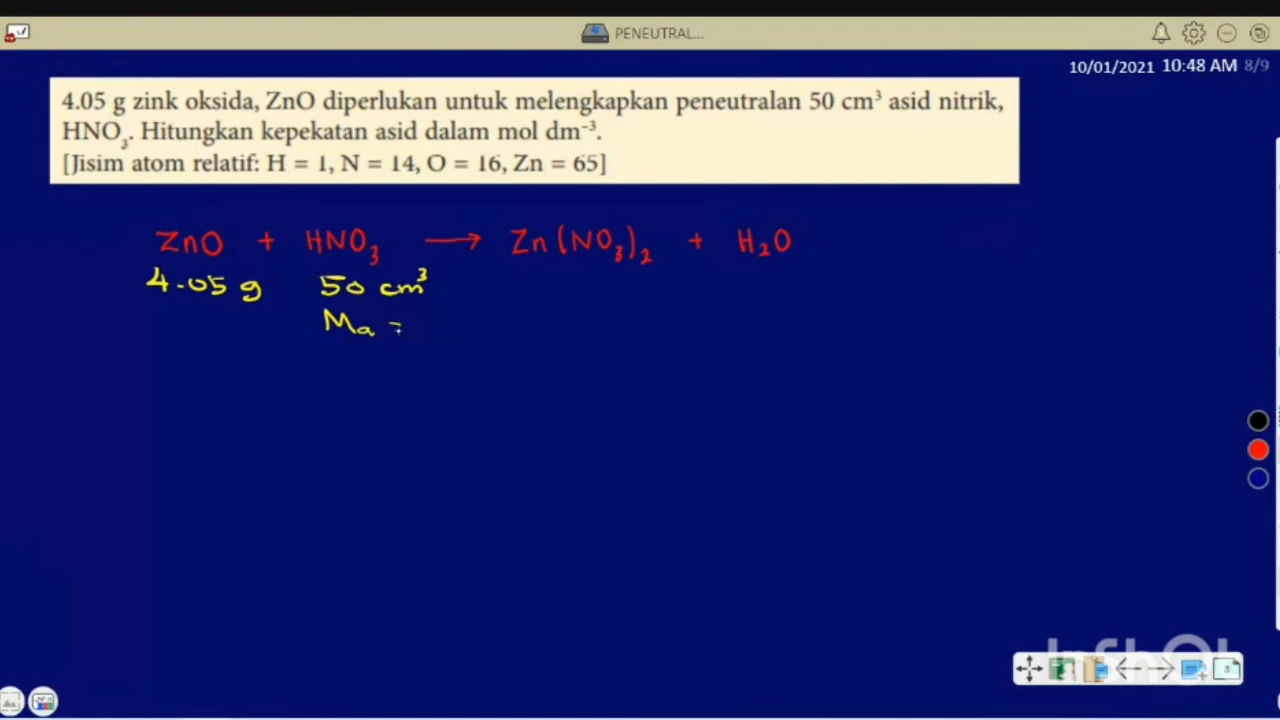 PENEUTRAL...
10/01/2021 10:48 AM 8/9
4.05 g zink oksida, ZnO diperlukan untuk melengkapkan peneutralan 50 cm³ asid nitrik,
HNO₃. Hitungkan kepekatan asid dalam mol dm⁻³.
[Jisim atom relatif: H = 1, N = 14, O = 16, Zn = 65]
ZnO + HNO₃ → Zn(NO₃)₂ + H₂O
4.05 g 50 cm³
Ma =